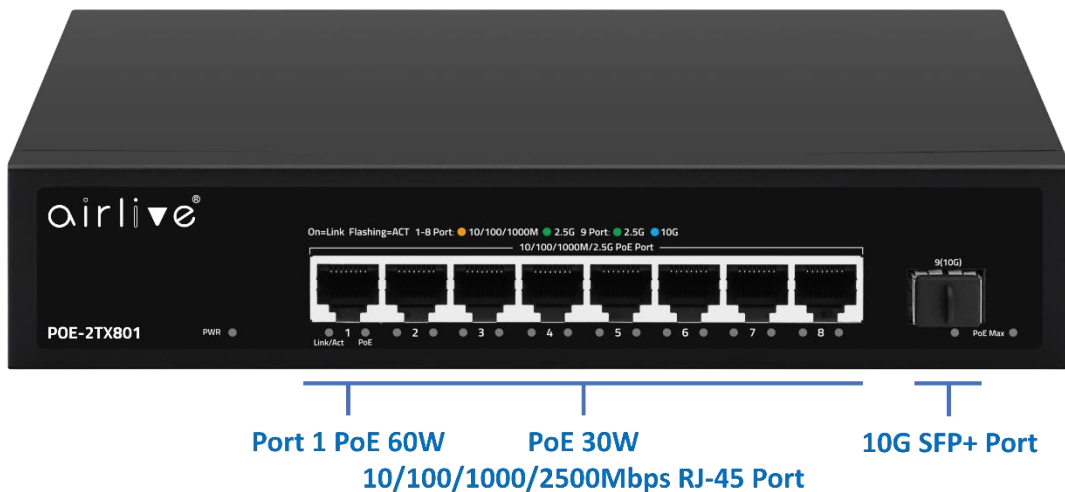 airlive®
On=Link Flashing=ACT 1-8 Port: 10/100/1000M 2.5G 9 Port: 2.5G 10G
10/100/1000M/2.5G PoE Port
9(10G)
POE-2TX801
PWR
1 2 3 4 5 6 7 8
Link/Act PoE
PoE Max
Port 1 PoE 60W PoE 30W 10G SFP+ Port
10/100/1000/2500Mbps RJ-45 Port